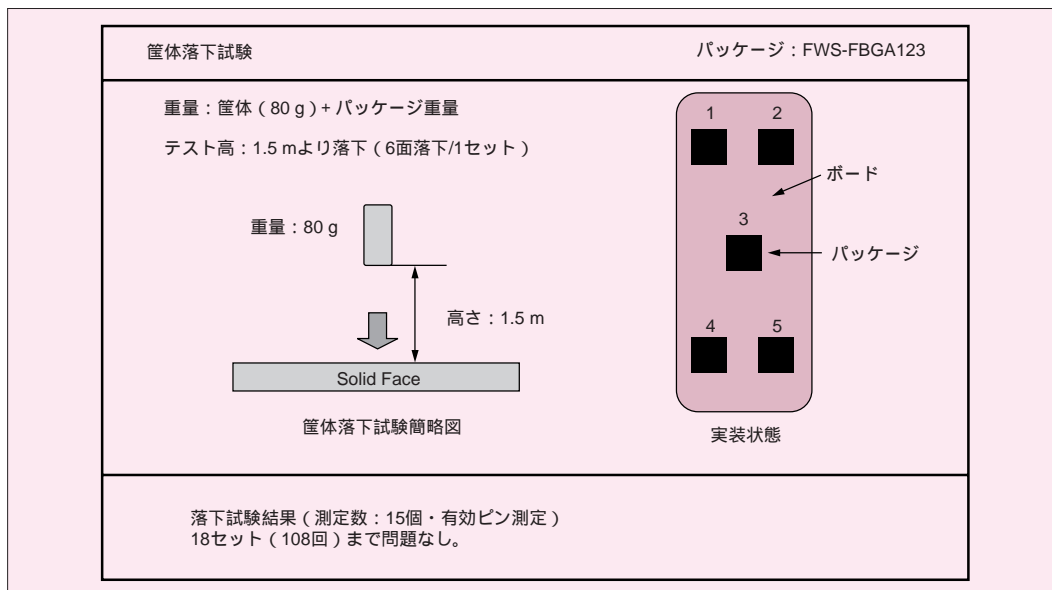 筐体落下試験
パッケージ：FWS-FBGA123
重量：筐体（80 g）+ パッケージ重量
テスト高：1.5 mより落下（6面落下/1セット）
重量：80 g
高さ：1.5 m
Solid Face
筐体落下試験簡略図
1 2
ボード
3
パッケージ
4 5
実装状態
落下試験結果（測定数：15個・有効ピン測定）
18セット（108回）まで問題なし。